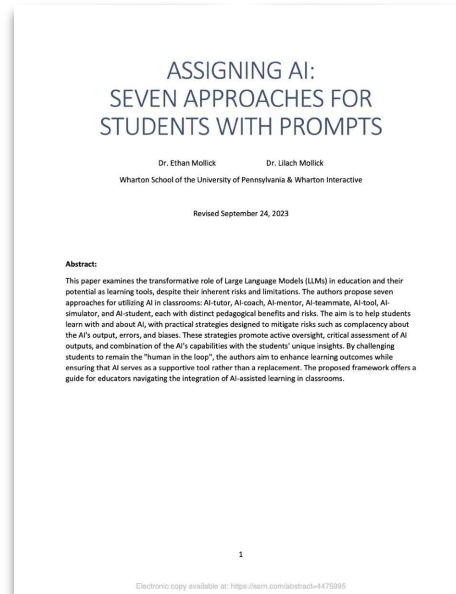 ASSIGNING AI:
SEVEN APPROACHES FOR
STUDENTS WITH PROMPTS
Dr. Ethan Mollick Dr. Lilach Mollick
Wharton School of the University of Pennsylvania & Wharton Interactive
Revised September 24, 2023
Abstract:
This paper examines the transformative role of Large Language Models (LLMs) in education and their
potential as learning tools, despite their inherent risks and limitations. The authors propose seven
approaches for utilizing AI in classrooms: AI-tutor, AI-coach, AI-mentor, AI-teammate, AI-tool, AI-
simulator, and AI-student, each with distinct pedagogical benefits and risks. The aim is to help students
learn with and about AI, with practical strategies designed to mitigate risks such as complacency about
the AI's output, errors, and biases. These strategies promote active oversight, critical assessment of AI
outputs, and combination of the AI's capabilities with the students' unique insights. By challenging
students to remain the "human in the loop", the authors aim to enhance learning outcomes while
ensuring that AI serves as a supportive tool rather than a replacement. The proposed framework offers a
guide for educators navigating the integration of AI-assisted learning in classrooms.
1
Electronic copy available at: https://ssrn.com/abstract=4475995